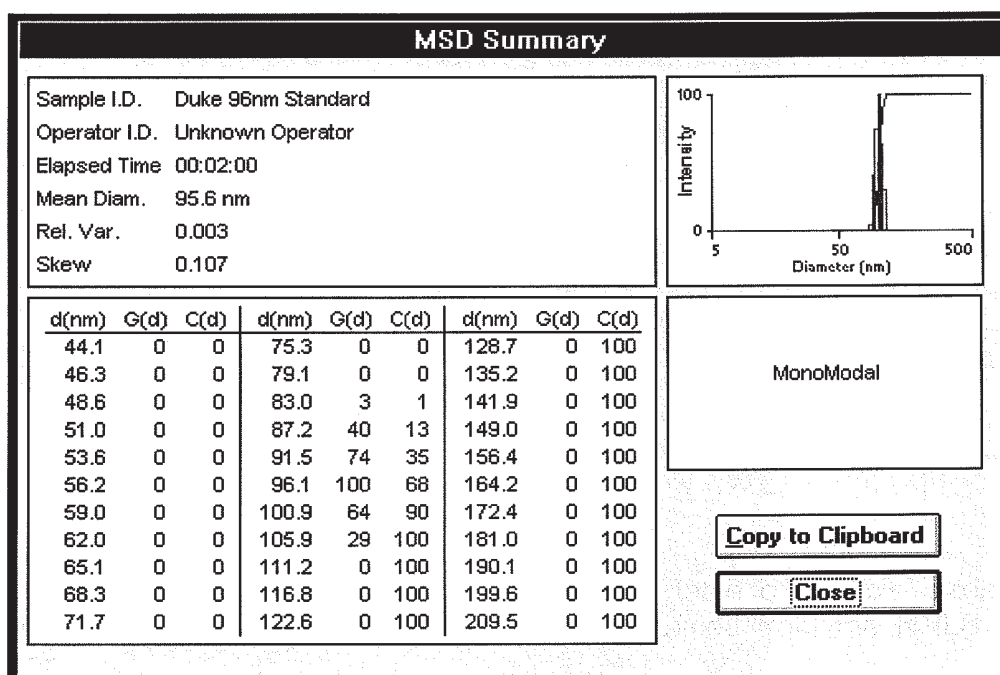 MSD Summary
Sample I.D. Duke 96nm Standard
Operator I.D. Unknown Operator
Elapsed Time 00:02:00
Mean Diam. 95.6 nm
Rel. Var. 0.003
Skew 0.107
100
Intensity
0
5 50 500
Diameter (nm)
d(nm) G(d) C(d) d(nm) G(d) C(d) d(nm) G(d) C(d)
44.1 0 0 75.3 0 0 128.7 0 100
46.3 0 0 79.1 0 0 135.2 0 100
48.6 0 0 83.0 3 1 141.9 0 100
51.0 0 0 87.2 40 13 149.0 0 100
53.6 0 0 91.5 74 35 156.4 0 100
56.2 0 0 96.1 100 68 164.2 0 100
59.0 0 0 100.9 64 90 172.4 0 100
62.0 0 0 105.9 29 100 181.0 0 100
65.1 0 0 111.2 0 100 190.1 0 100
68.3 0 0 116.8 0 100 199.6 0 100
71.7 0 0 122.6 0 100 209.5 0 100
MonoModal
Copy to Clipboard
Close